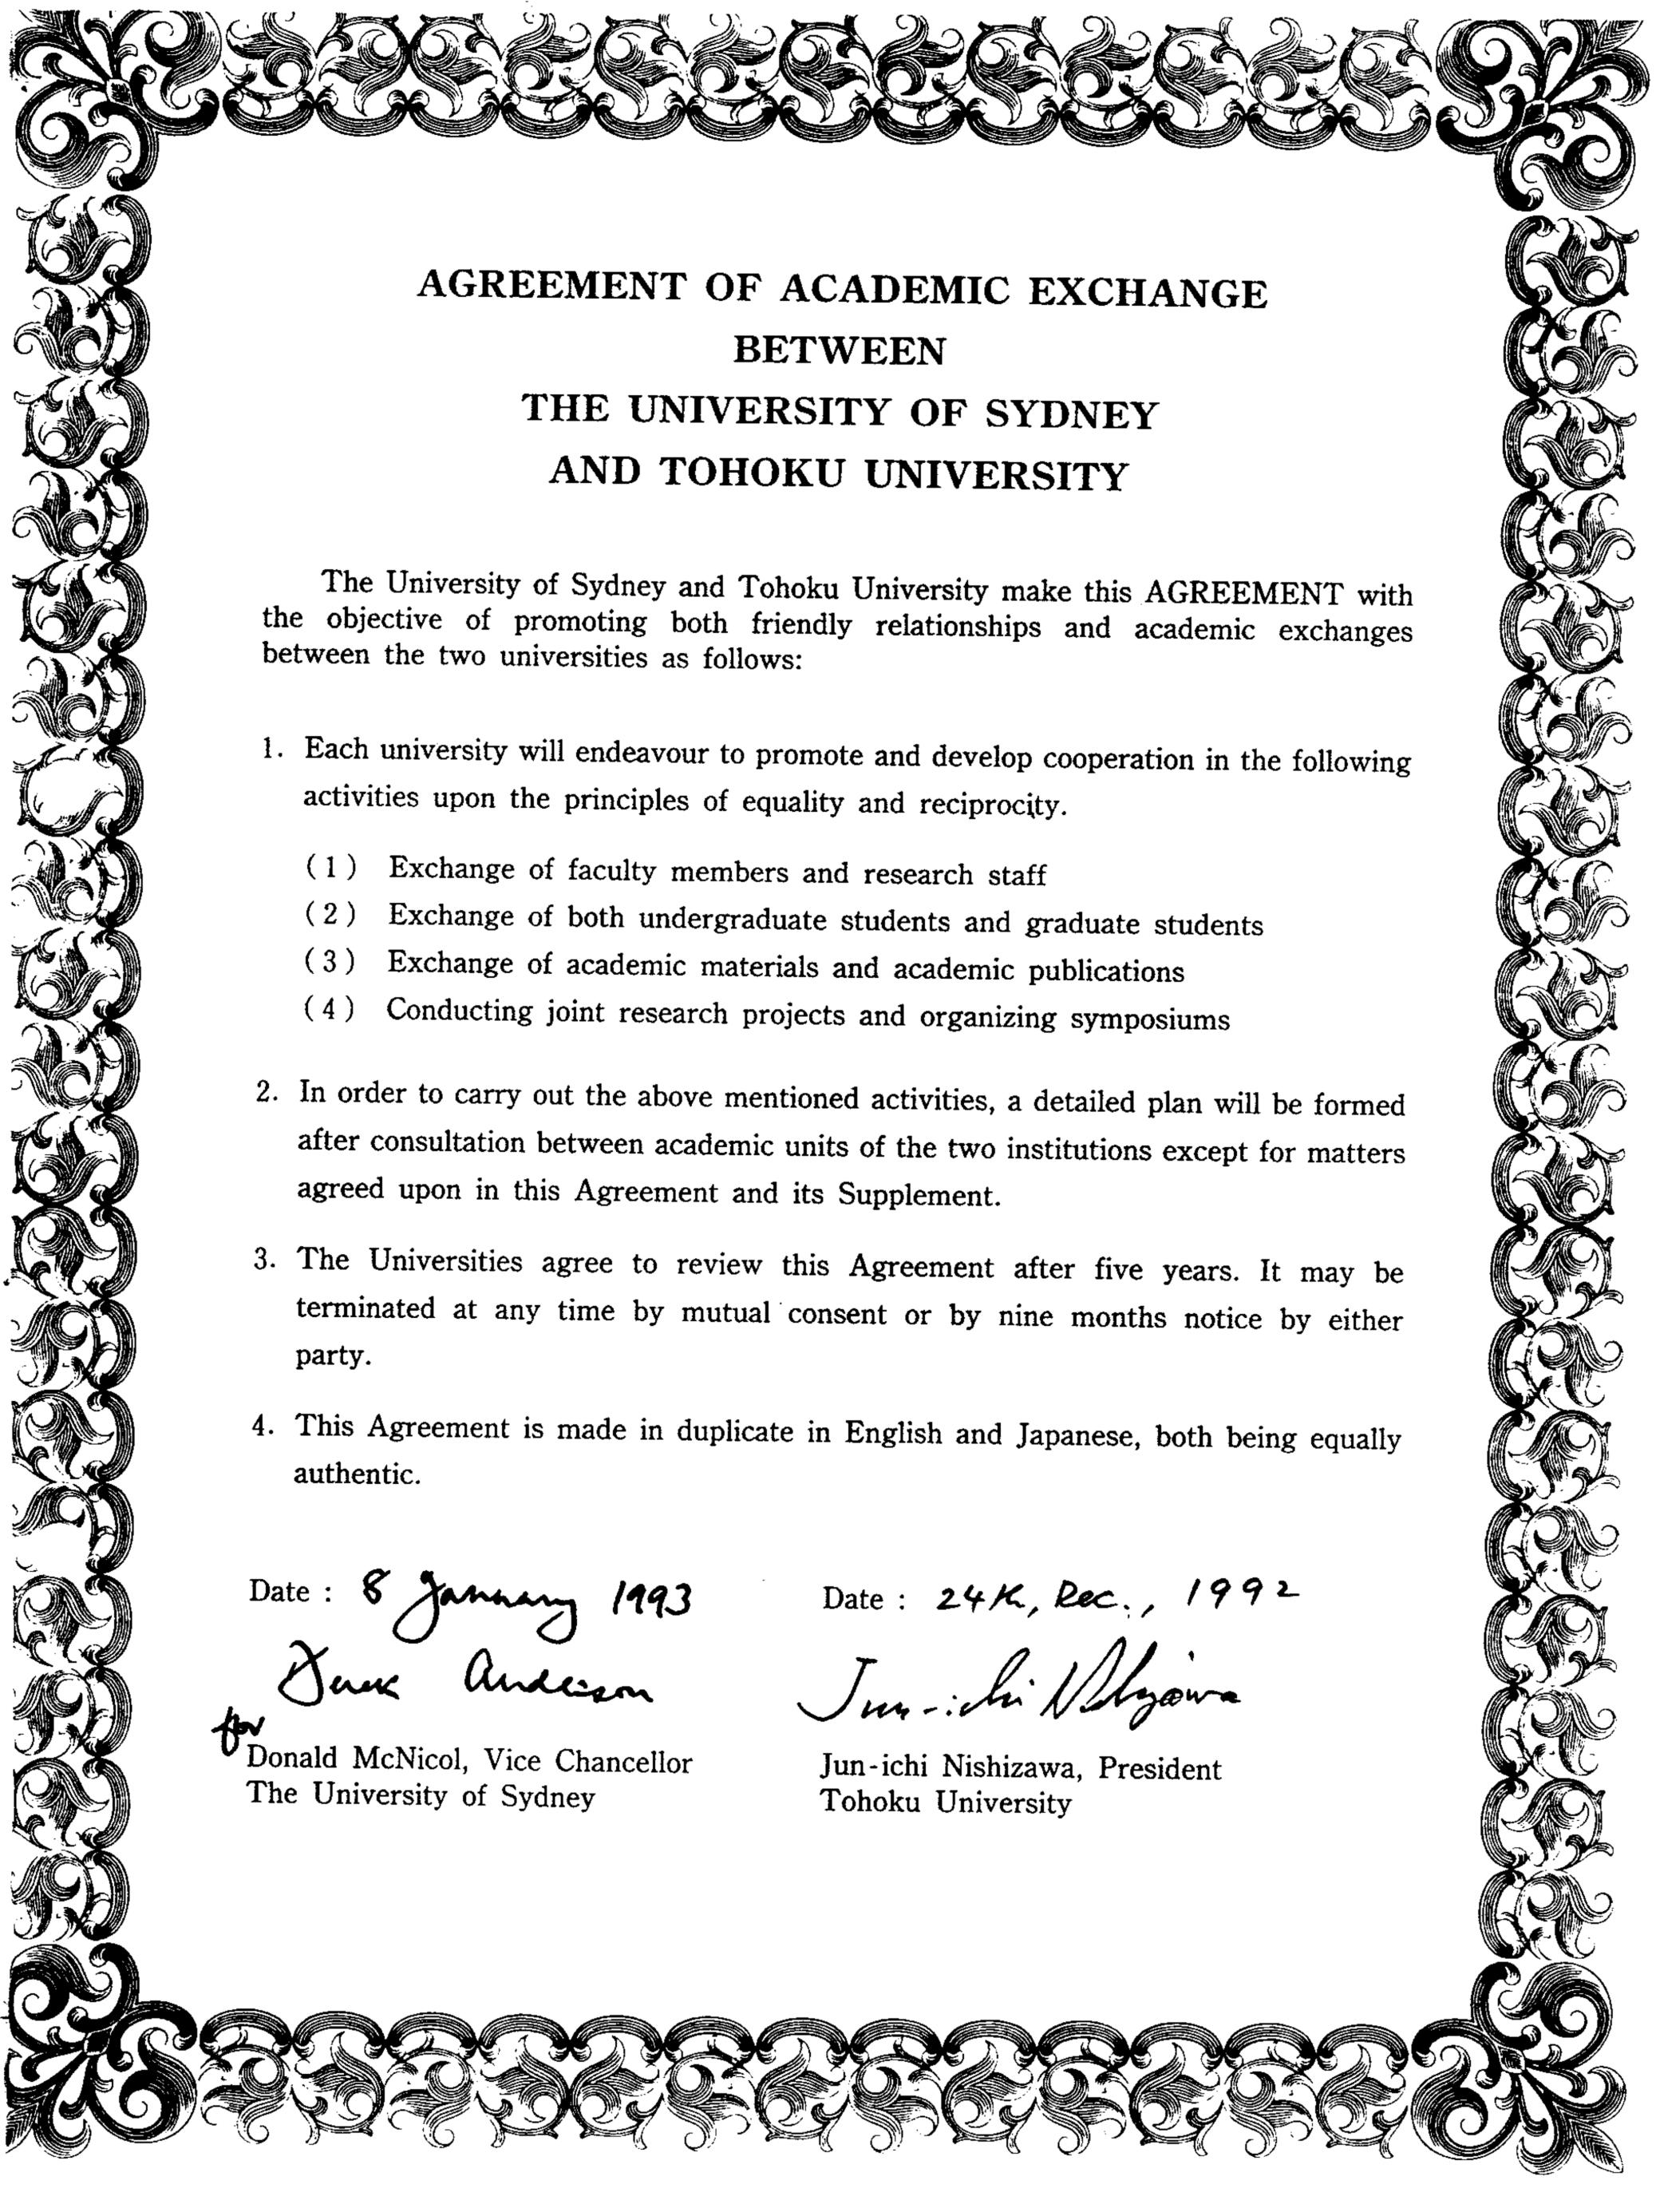 AGREEMENT OF ACADEMIC EXCHANGE
BETWEEN
THE UNIVERSITY OF SYDNEY
AND TOHOKU UNIVERSITY
The University of Sydney and Tohoku University make this AGREEMENT with
the objective of promoting both friendly relationships and academic exchanges
between the two universities as follows:
1. Each university will endeavour to promote and develop cooperation in the following
activities upon the principles of equality and reciprocity.
(1) Exchange of faculty members and research staff
(2) Exchange of both undergraduate students and graduate students
(3) Exchange of academic materials and academic publications
(4) Conducting joint research projects and organizing symposiums
2. In order to carry out the above mentioned activities, a detailed plan will be formed
after consultation between academic units of the two institutions except for matters
agreed upon in this Agreement and its Supplement.
3. The Universities agree to review this Agreement after five years. It may be
terminated at any time by mutual consent or by nine months notice by either
party.
4. This Agreement is made in duplicate in English and Japanese, both being equally
authentic.
Date : 8 January 1993
Derek Anderson
for
Donald McNicol, Vice Chancellor
The University of Sydney
Date : 24th, Dec., 1992
Jun-ichi Nishizawa
Jun-ichi Nishizawa, President
Tohoku University